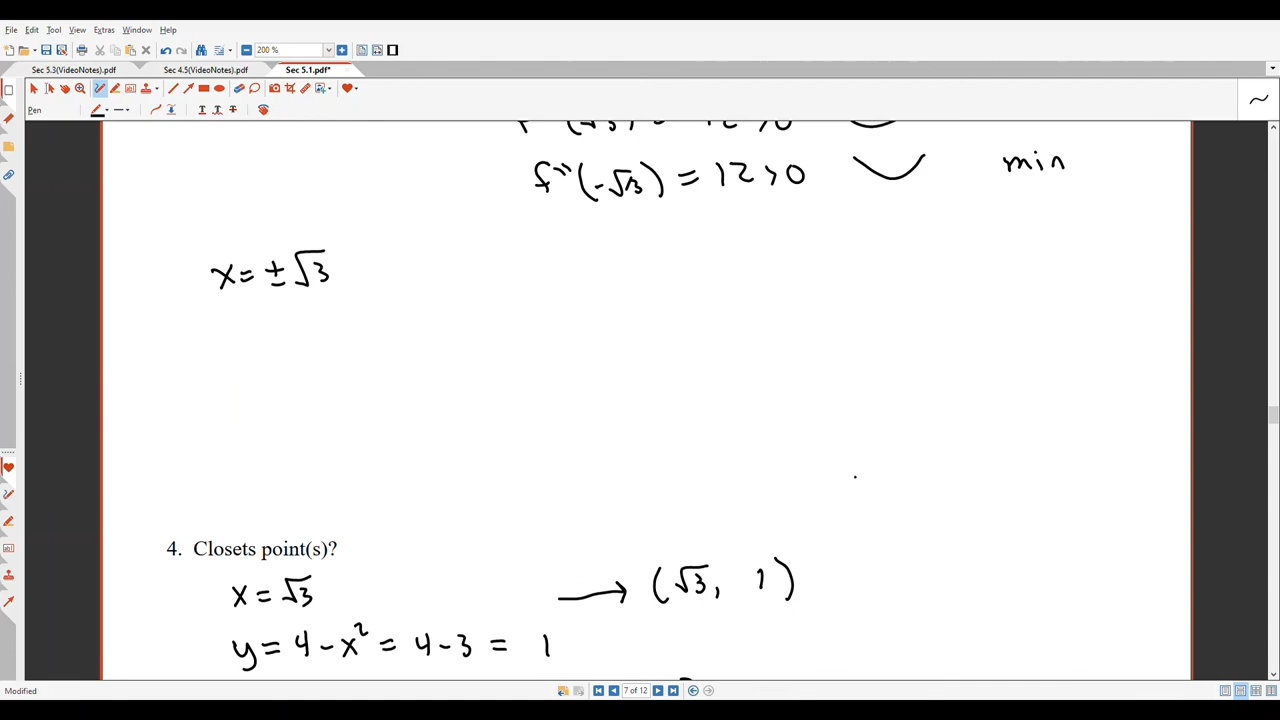 File Edit Tool View Extras Window Help
200 %
Sec 5.3(VideoNotes).pdf Sec 4.5(VideoNotes).pdf Sec 5.1.pdf*
Pen
f''(-√3) = 12 > 0 min
x = ±√3
4. Closets point(s)?
x = √3 → (√3, 1)
y = 4 - x² = 4 - 3 = 1
Modified 7 of 12